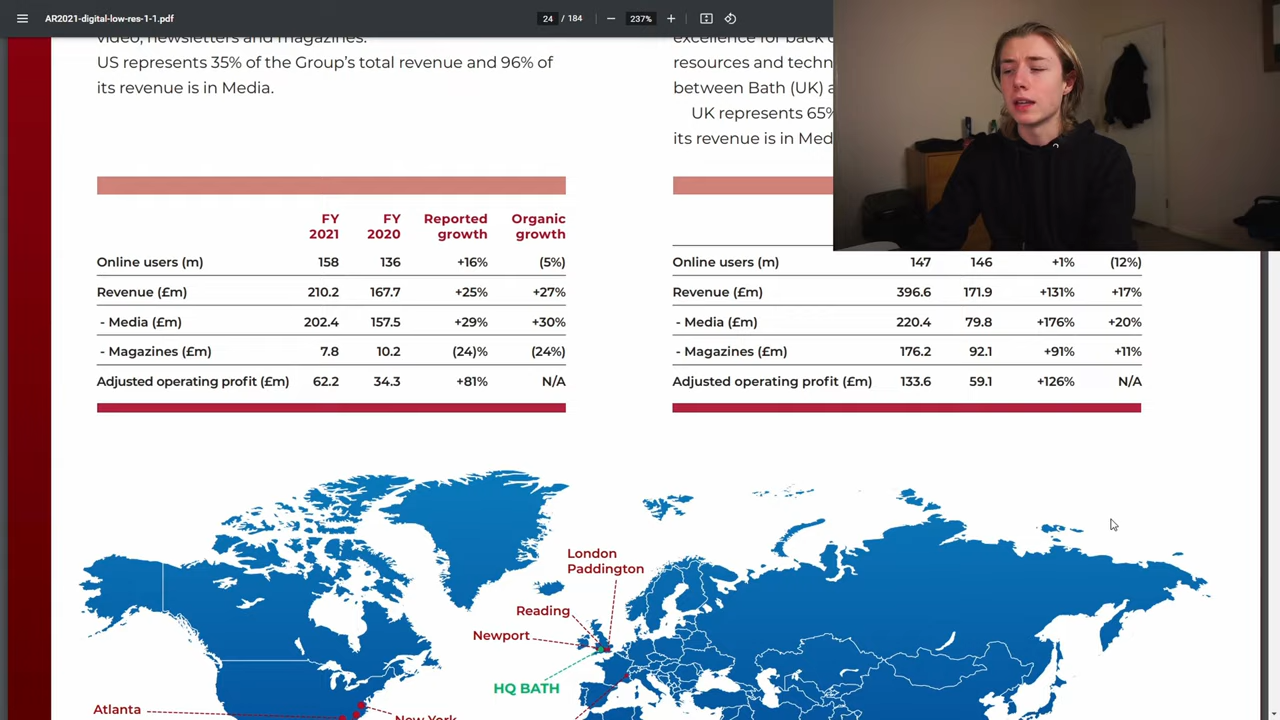 AR2021-digital-low-res-1-1.pdf
24 / 184
237%
video, newsletters and magazines.
US represents 35% of the Group's total revenue and 96% of
its revenue is in Media.
excellence for back o
resources and techn
between Bath (UK) a
UK represents 65%
its revenue is in Med
FY 2021 FY 2020 Reported growth Organic growth
Online users (m) 158 136 +16% (5%)
Revenue (£m) 210.2 167.7 +25% +27%
- Media (£m) 202.4 157.5 +29% +30%
- Magazines (£m) 7.8 10.2 (24)% (24%)
Adjusted operating profit (£m) 62.2 34.3 +81% N/A
Online users (m) 147 146 +1% (12%)
Revenue (£m) 396.6 171.9 +131% +17%
- Media (£m) 220.4 79.8 +176% +20%
- Magazines (£m) 176.2 92.1 +91% +11%
Adjusted operating profit (£m) 133.6 59.1 +126% N/A
London
Paddington
Reading
Newport
HQ BATH
Atlanta
New York